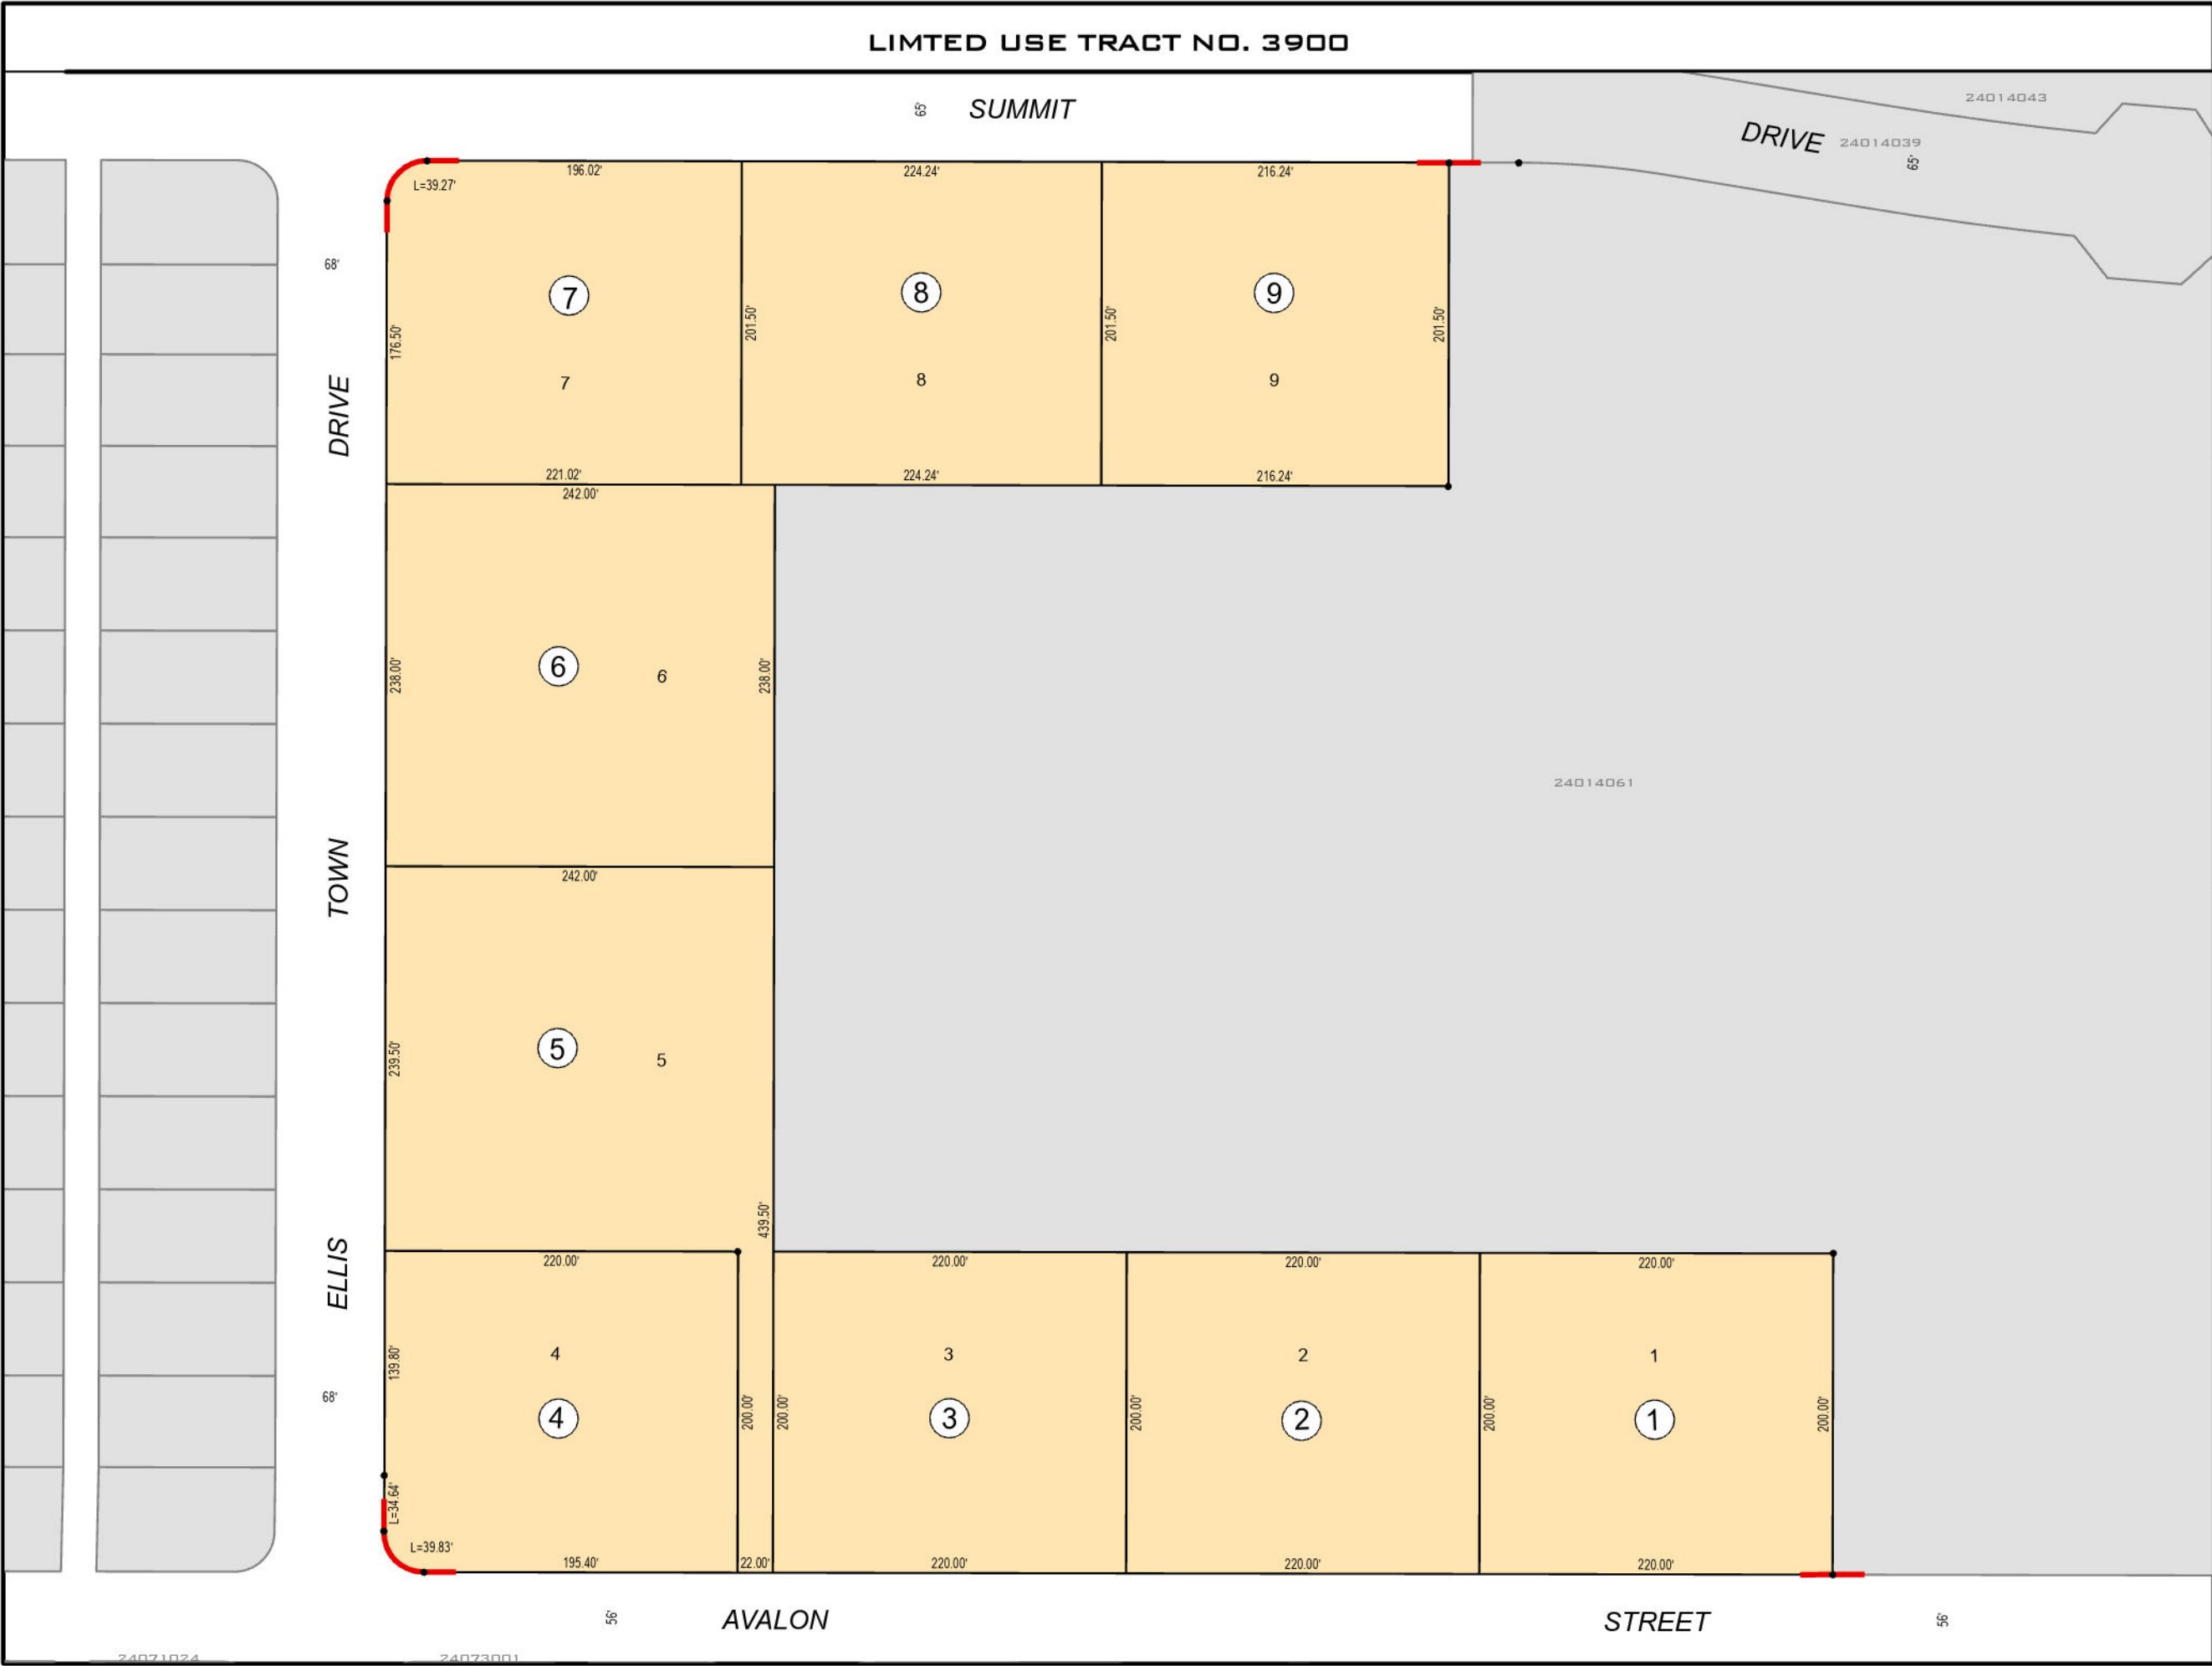 LIMTED USE TRACT NO. 3900
24014043
65' SUMMIT
DRIVE 24014039
65'
196.02' 224.24' 216.24'
L=39.27'
68'
7 8 9
176.50' 201.50' 201.50' 201.50'
7 8 9
DRIVE
221.02' 224.24' 216.24'
242.00'
6 6
238.00' 238.00'
24014061
TOWN
242.00'
5 5
239.50'
439.50'
ELLIS
220.00' 220.00' 220.00' 220.00'
4 3 2 1
139.80'
68'
4 3 2 1
200.00' 200.00' 200.00' 200.00' 200.00'
L=34.64'
L=39.83'
195.40' 22.00' 220.00' 220.00' 220.00'
56' AVALON STREET 56'
24071024 24073001